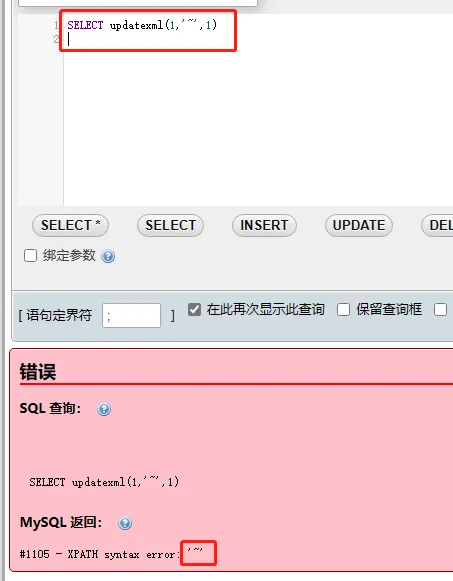 1 SELECT updatexml(1,'~',1)
2
SELECT * SELECT INSERT UPDATE DEL
绑定参数
[ 语句定界符 ; ] 在此再次显示此查询 保留查询框
错误
SQL 查询：
SELECT updatexml(1,'~',1)
MySQL 返回：
#1105 - XPATH syntax error: '~'